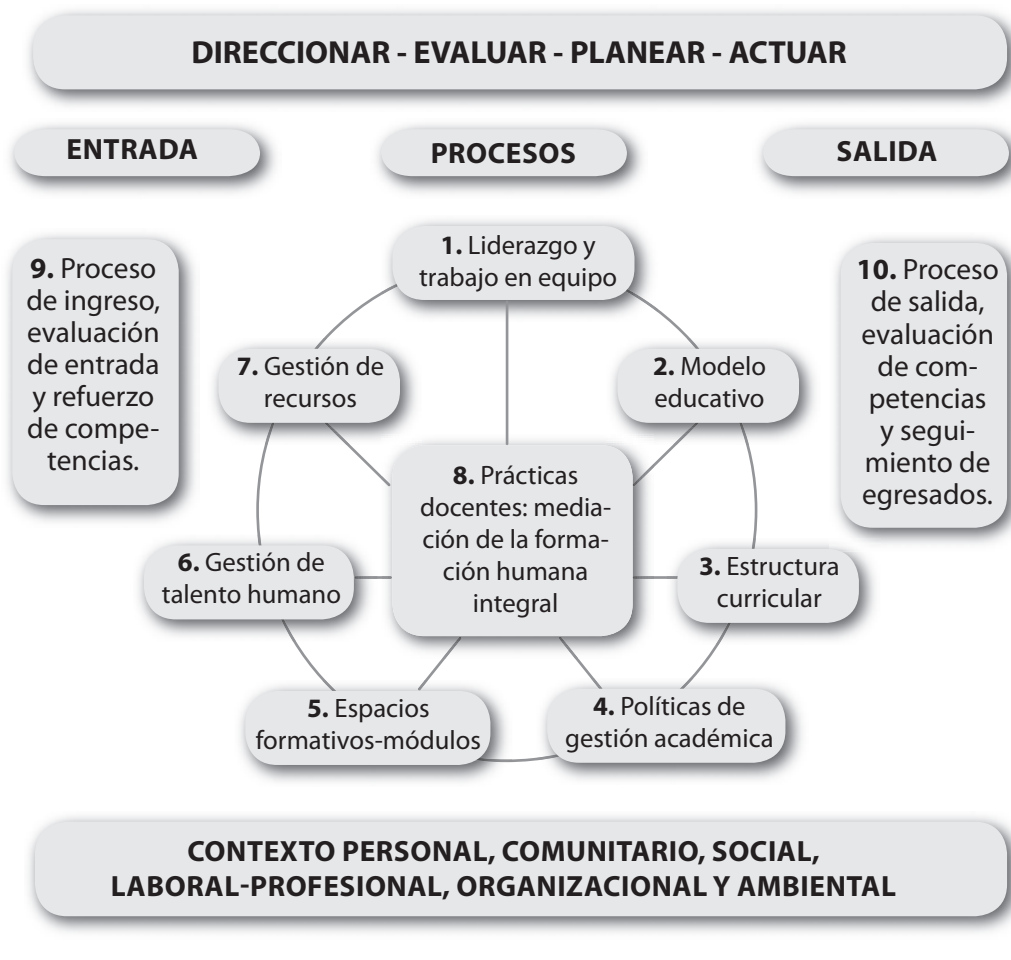 DIRECCIONAR - EVALUAR - PLANEAR - ACTUAR
ENTRADA
PROCESOS
SALIDA
9. Proceso
de ingreso,
evaluación
de entrada
y refuerzo
de compe-
tencias.
1. Liderazgo y
trabajo en equipo
7. Gestión de
recursos
2. Modelo
educativo
8. Prácticas
docentes: media-
ción de la forma-
ción humana
integral
6. Gestión de
talento humano
3. Estructura
curricular
5. Espacios
formativos-módulos
4. Políticas de
gestión académica
10. Proceso
de salida,
evaluación
de com-
petencias
y segui-
miento de
egresados.
CONTEXTO PERSONAL, COMUNITARIO, SOCIAL,
LABORAL-PROFESIONAL, ORGANIZACIONAL Y AMBIENTAL